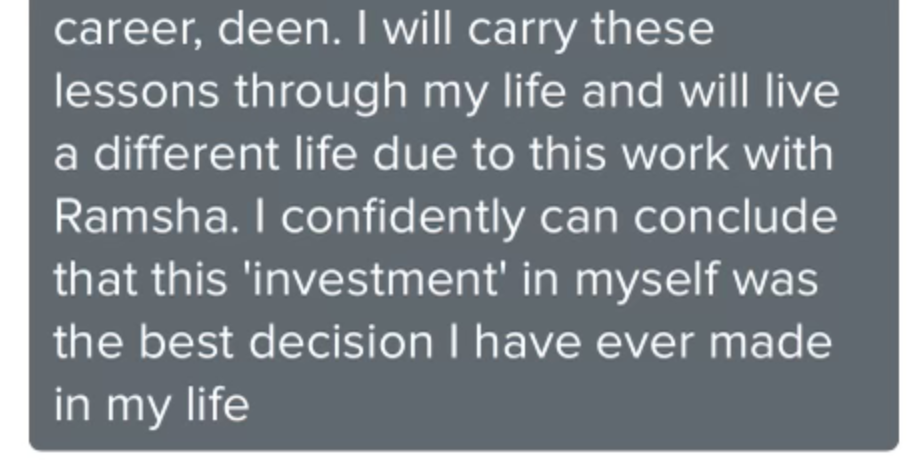 career, deen. I will carry these
lessons through my life and will live
a different life due to this work with
Ramsha. I confidently can conclude
that this 'investment' in myself was
the best decision I have ever made
in my life